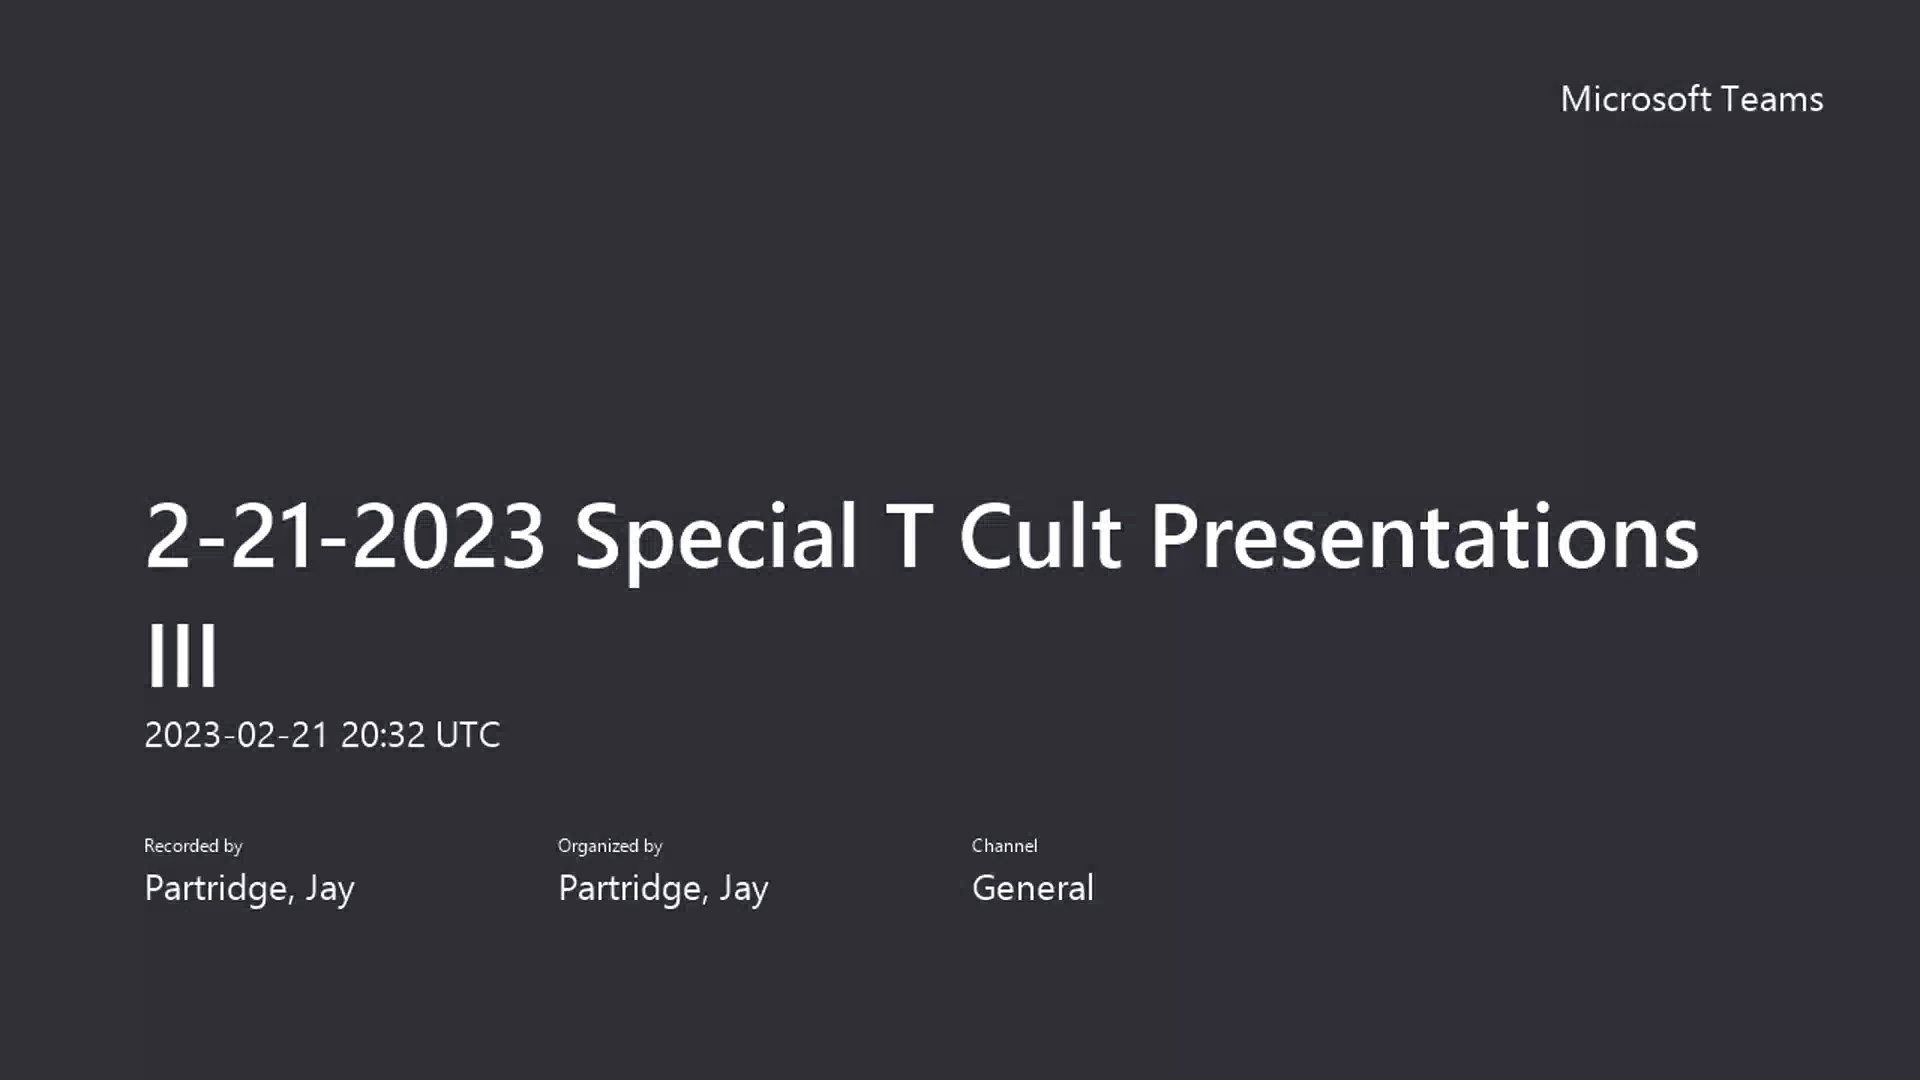 Microsoft Teams
2-21-2023 Special T Cult Presentations
III
2023-02-21 20:32 UTC
Recorded by
Partridge, Jay
Organized by
Partridge, Jay
Channel
General